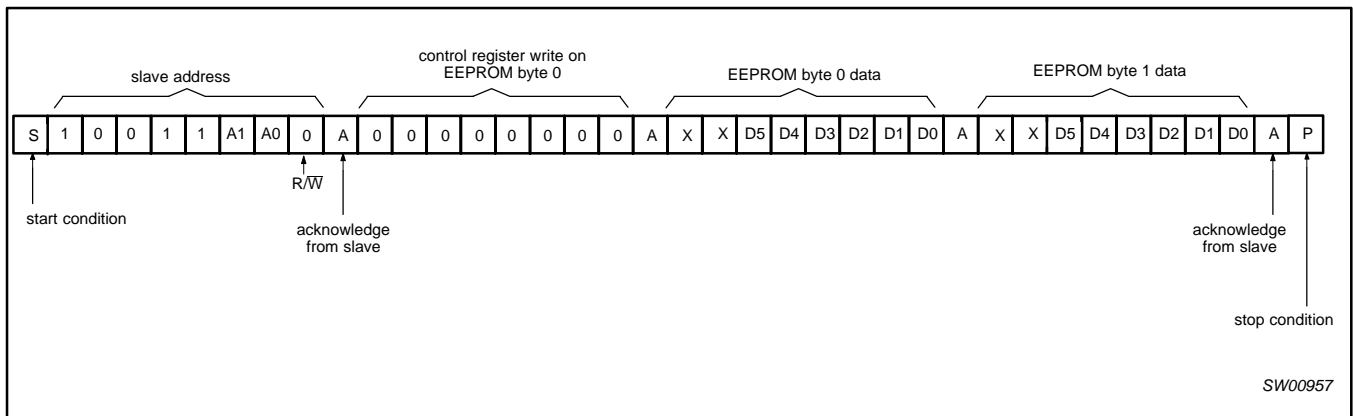 control register write on
EEPROM byte 0
slave address
EEPROM byte 0 data
EEPROM byte 1 data
S 1 0 0 1 1 A1 A0 0 A 0 0 0 0 0 0 0 0 A X X D5 D4 D3 D2 D1 D0 A X X D5 D4 D3 D2 D1 D0 A P
R/W̅
start condition
acknowledge
from slave
acknowledge
from slave
stop condition
SW00957